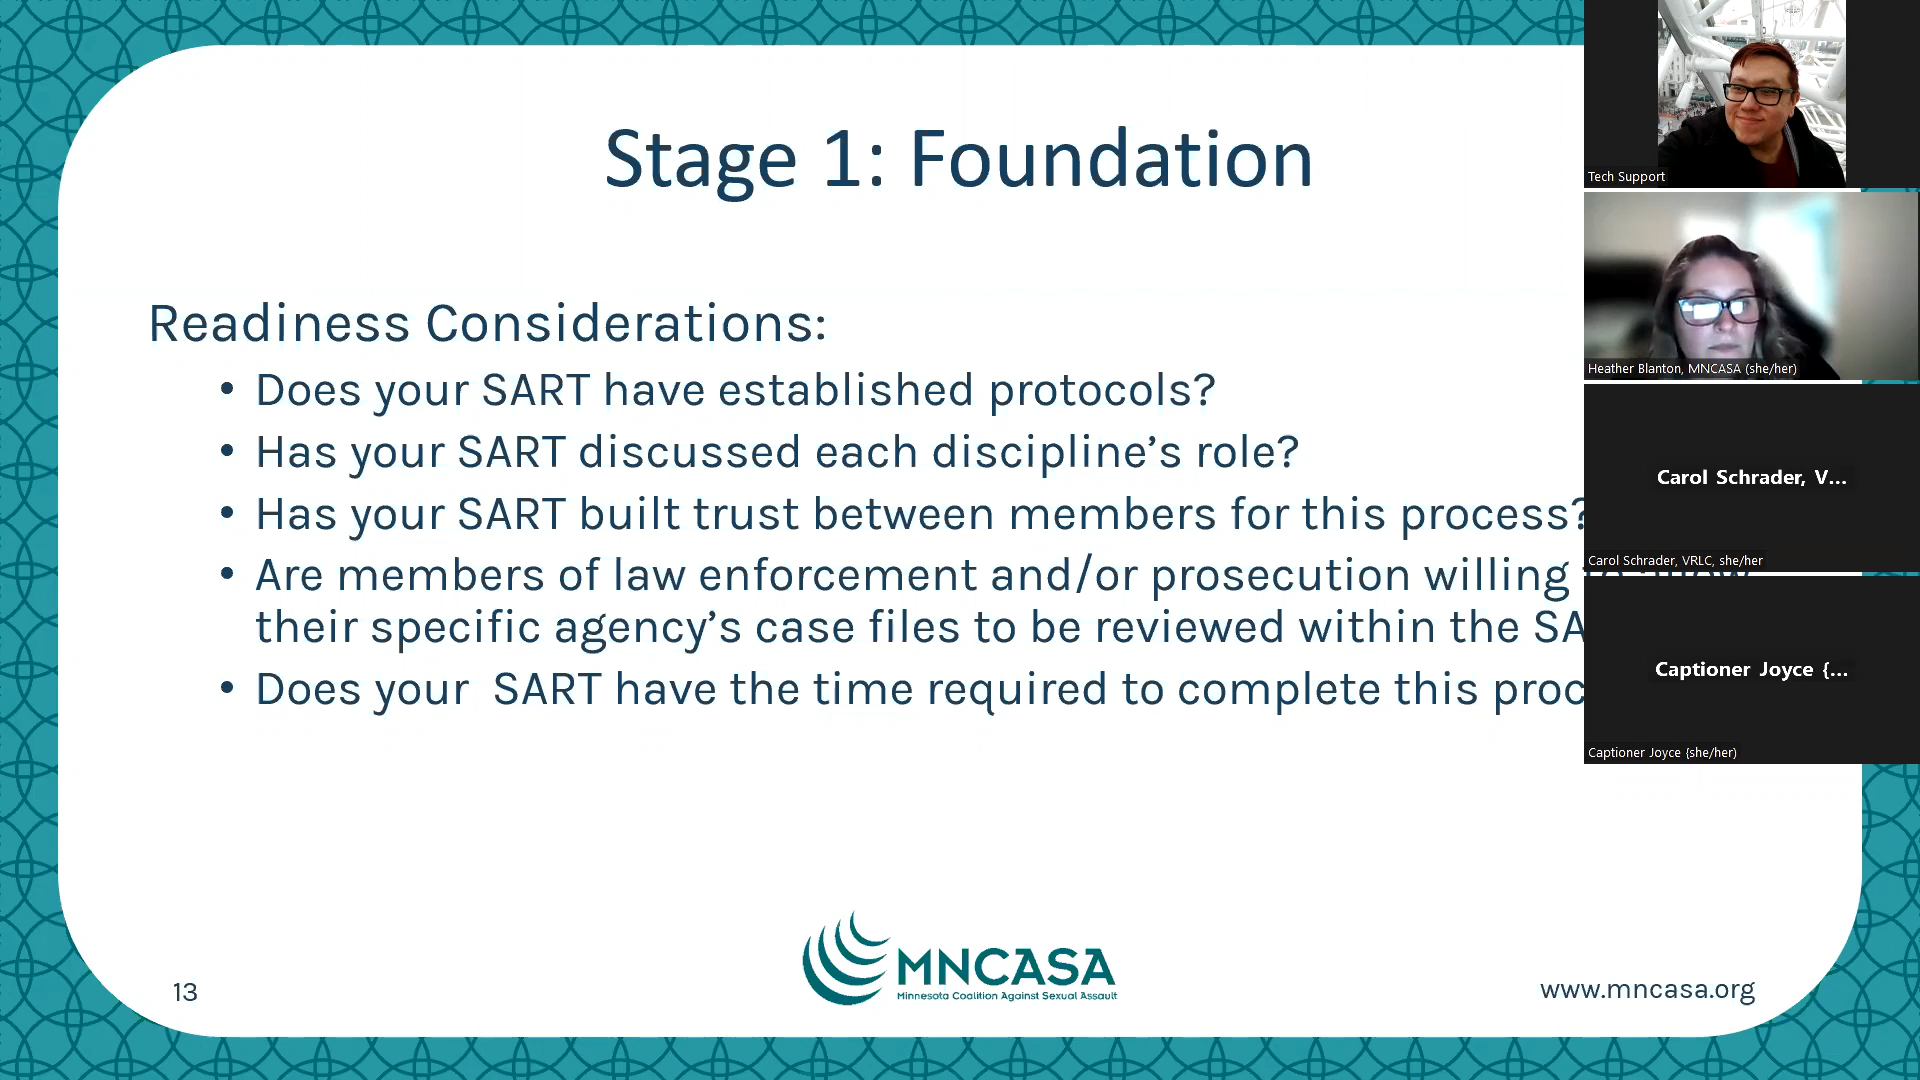 Stage 1: Foundation
Readiness Considerations:
• Does your SART have established protocols?
• Has your SART discussed each discipline’s role?
• Has your SART built trust between members for this process?
• Are members of law enforcement and/or prosecution willing
their specific agency’s case files to be reviewed within the
• Does your  SART have the time required to complete this
MNCASA
Minnesota Coalition Against Sexual Assault
13
www.mncasa.org
Tech Support
Heather Blanton, MNCASA (she/her)
Carol Schrader, V...
Carol Schrader, VRLC, she/her
Captioner Joyce {...
Captioner Joyce {she/her)